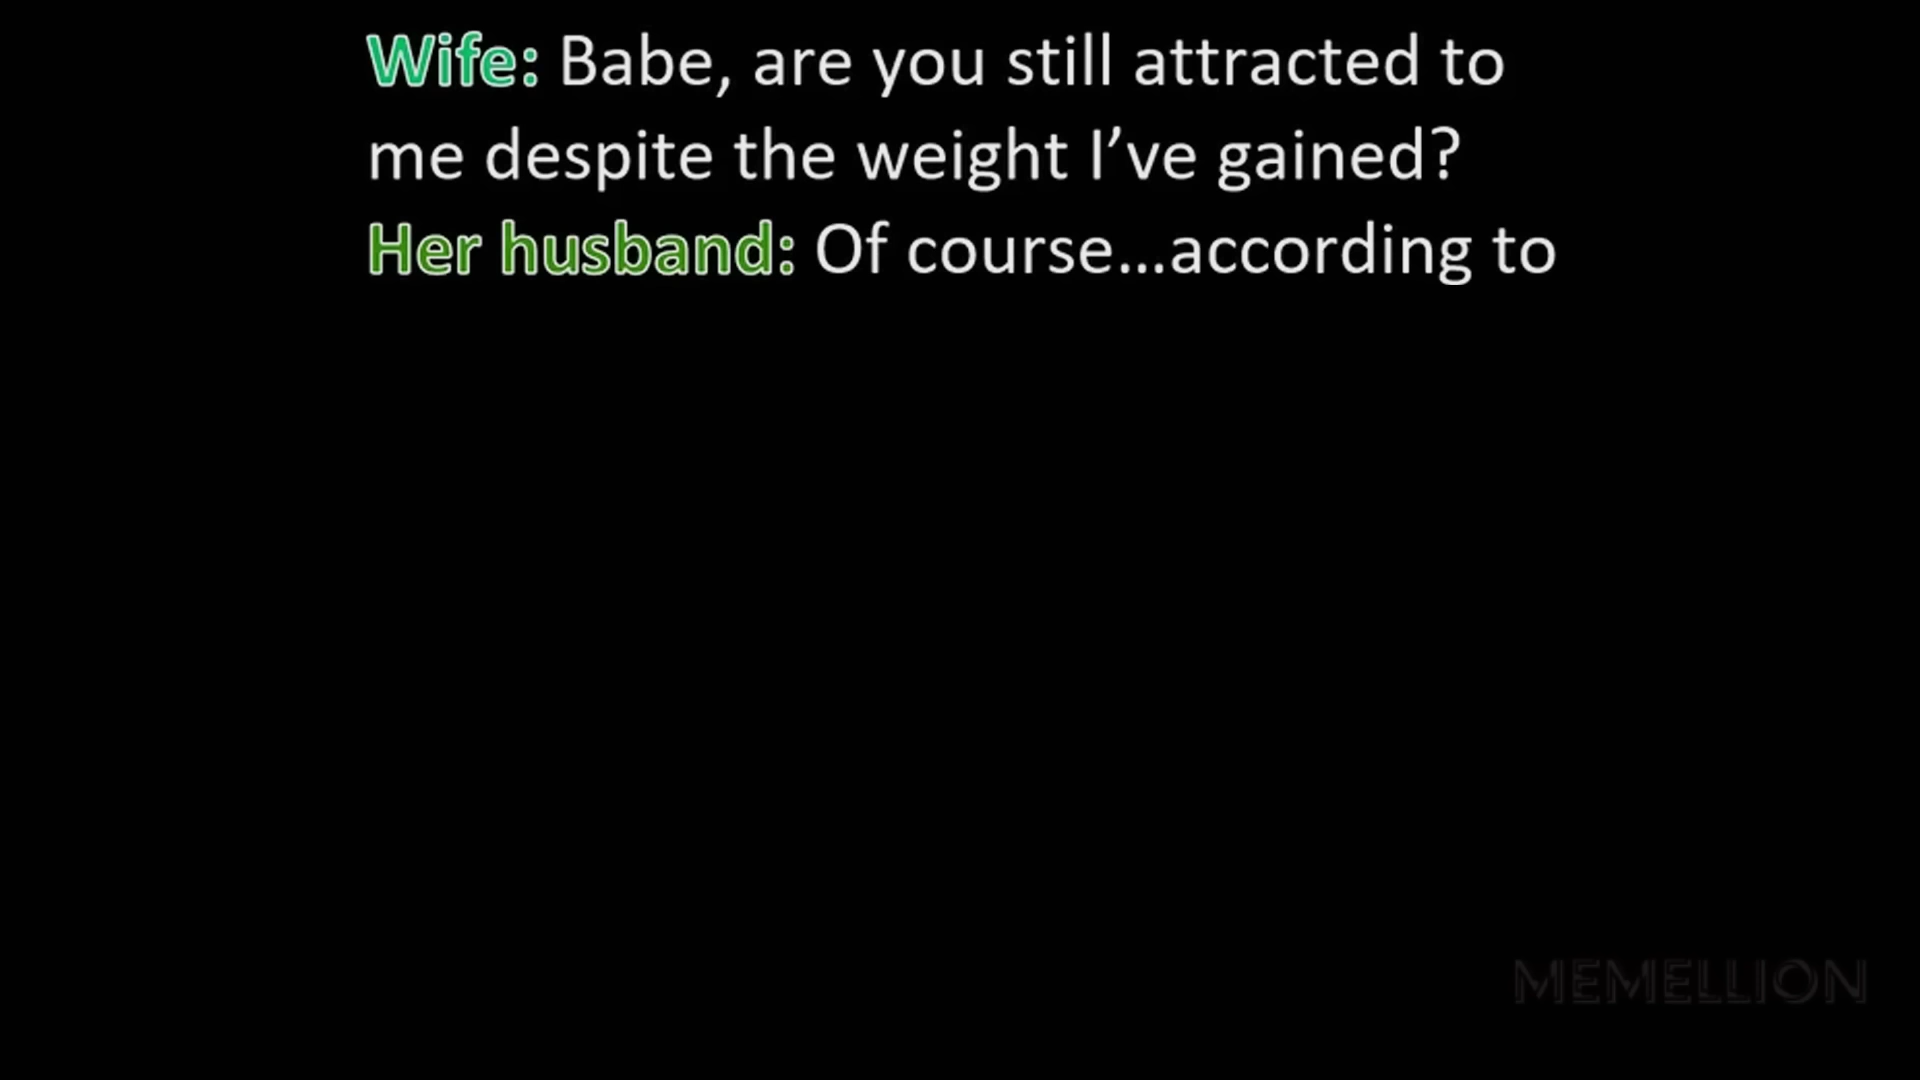 Wife: Babe, are you still attracted to
me despite the weight I’ve gained?
Her husband: Of course...according to
MEMELLION